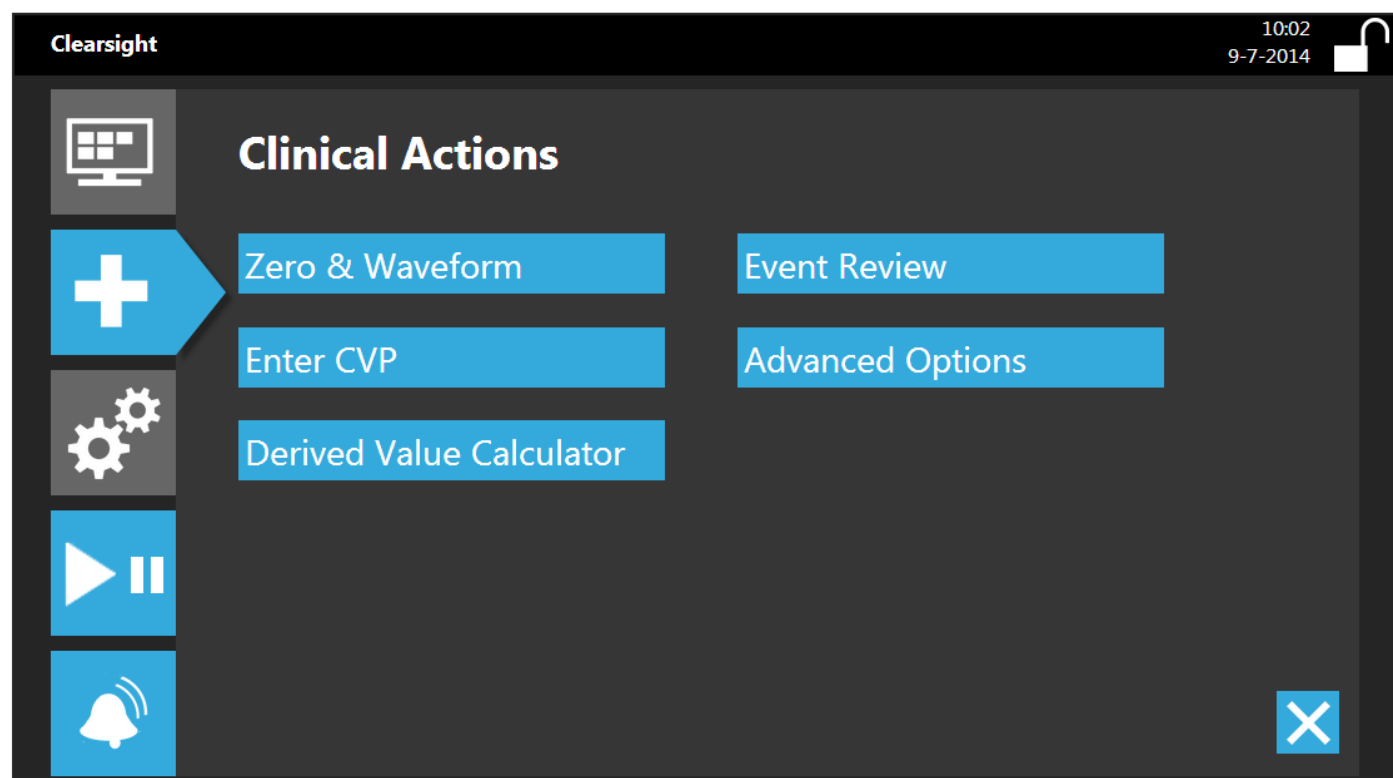 Clearsight
10:02
9-7-2014
Clinical Actions
Zero & Waveform
Event Review
Enter CVP
Advanced Options
Derived Value Calculator